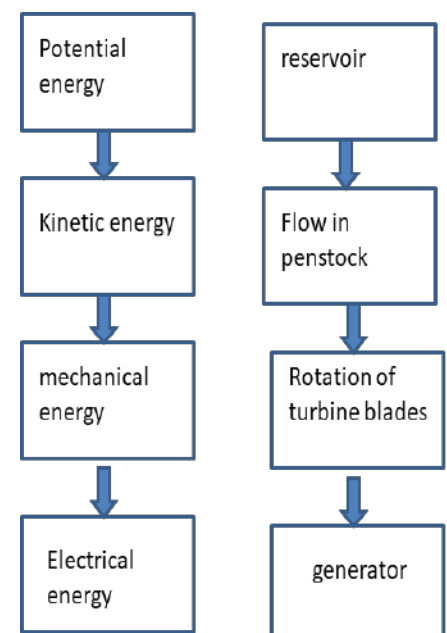 Potential
energy
reservoir
Kinetic energy
Flow in
penstock
mechanical
energy
Rotation of
turbine blades
Electrical
energy
generator